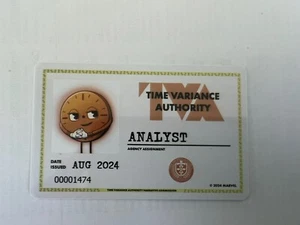 TVA
TIME VARIANCE
AUTHORITY
ANALYST
AGENCY ASSIGNMENT
DATE
ISSUED AUG 2024
00001474
© 2024 MARVEL